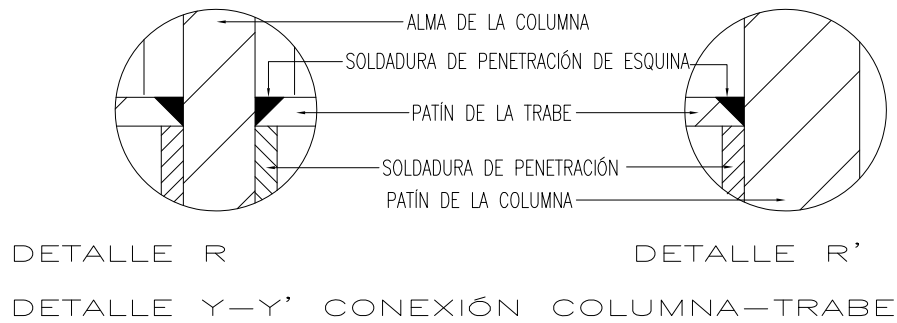 ALMA DE LA COLUMNA
SOLDADURA DE PENETRACIÓN DE ESQUINA
PATÍN DE LA TRABE
SOLDADURA DE PENETRACIÓN
PATÍN DE LA COLUMNA
DETALLE R
DETALLE R'
DETALLE Y-Y' CONEXIÓN COLUMNA-TRABE